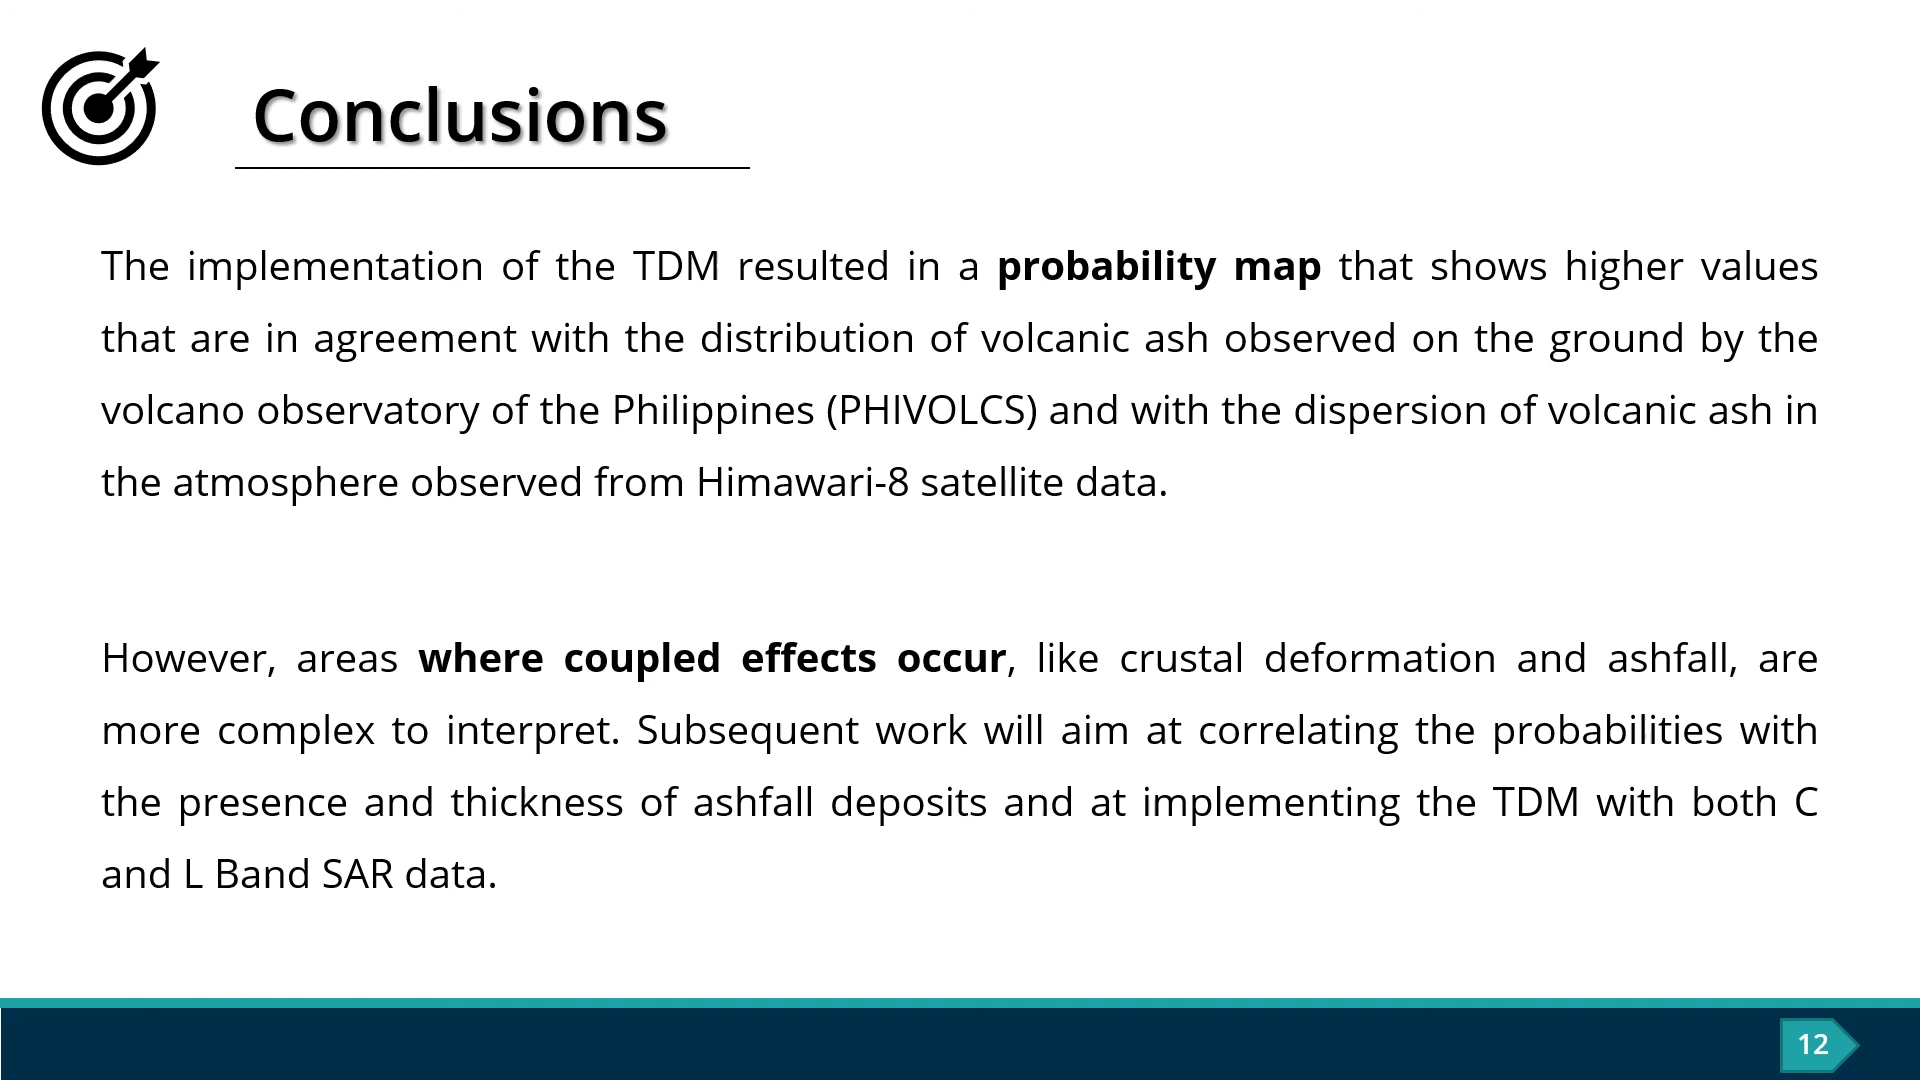 Conclusions
The implementation of the TDM resulted in a probability map that shows higher values
that are in agreement with the distribution of volcanic ash observed on the ground by the
volcano observatory of the Philippines (PHIVOLCS) and with the dispersion of volcanic ash in
the atmosphere observed from Himawari-8 satellite data.
However, areas where coupled effects occur, like crustal deformation and ashfall, are
more complex to interpret. Subsequent work will aim at correlating the probabilities with
the presence and thickness of ashfall deposits and at implementing the TDM with both C
and L Band SAR data.
12